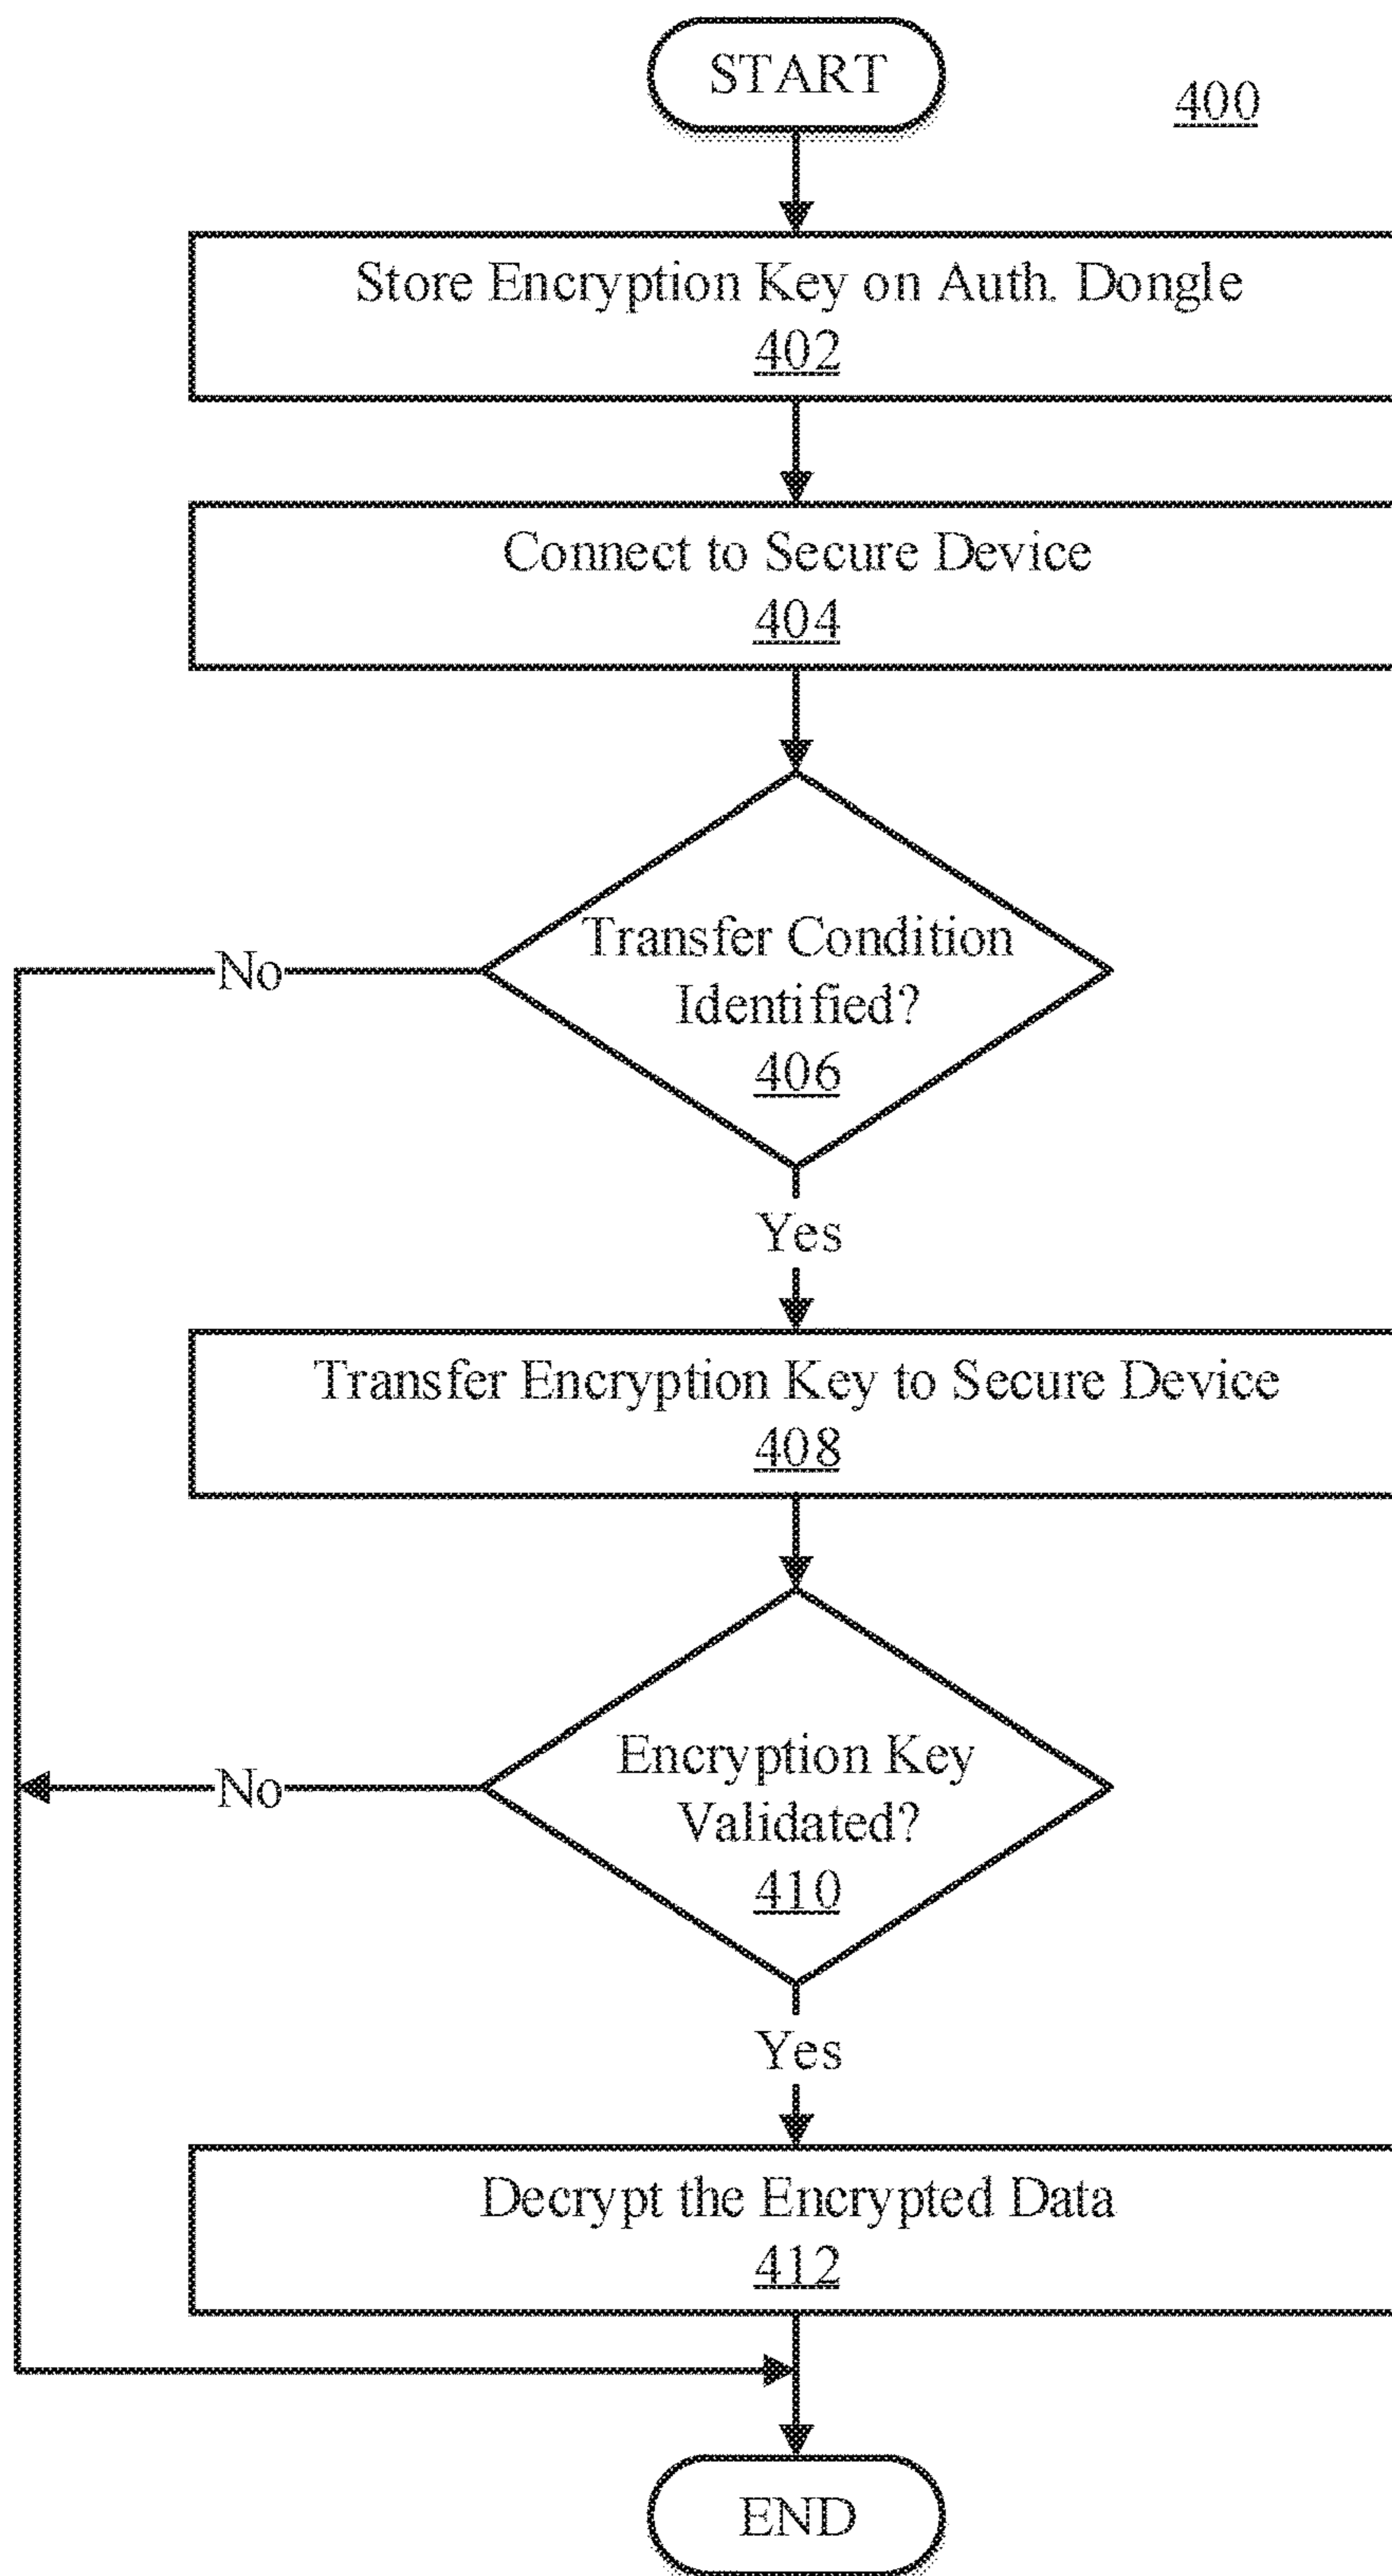 START
400
Store Encryption Key on Auth. Dongle
402
Connect to Secure Device
404
Transfer Condition
Identified?
406
No
Yes
Transfer Encryption Key to Secure Device
408
Encryption Key
Validated?
410
No
Yes
Decrypt the Encrypted Data
412
END